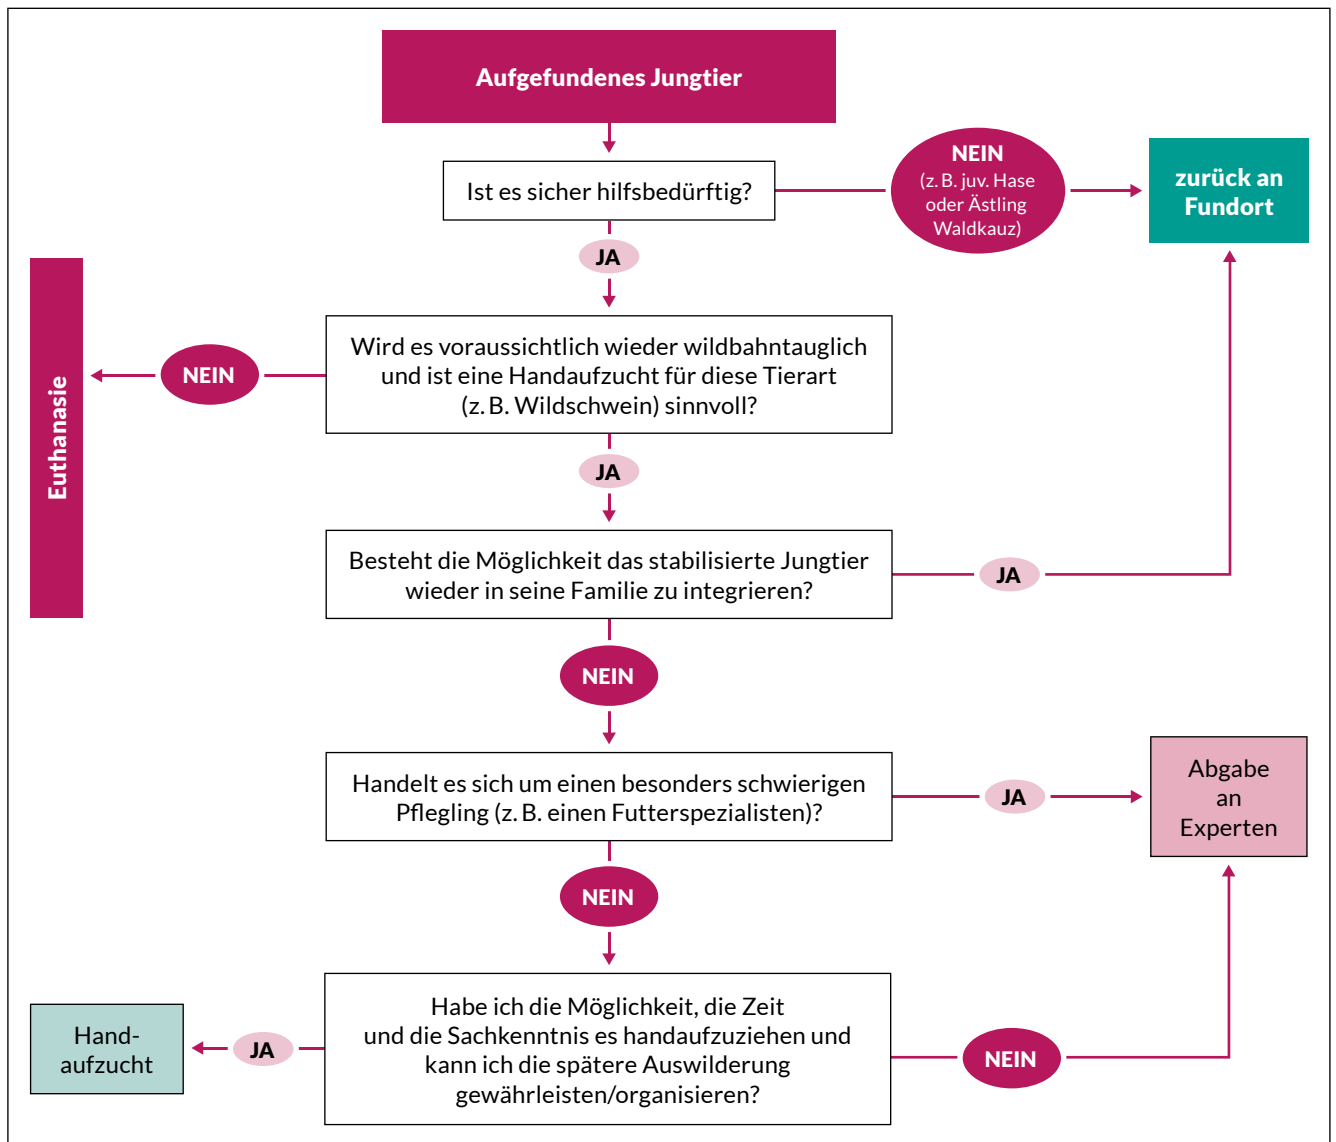 Aufgefundenes Jungtier
Ist es sicher hilfsbedürftig?
NEIN
(z. B. juv. Hase
oder Ästling
Waldkauz)
zurück an
Fundort
JA
Wird es voraussichtlich wieder wildbahntauglich
und ist eine Handaufzucht für diese Tierart
(z. B. Wildschwein) sinnvoll?
NEIN
Euthanasie
JA
Besteht die Möglichkeit das stabilisierte Jungtier
wieder in seine Familie zu integrieren?
JA
NEIN
Handelt es sich um einen besonders schwierigen
Pflegling (z. B. einen Futterspezialisten)?
JA
Abgabe
an
Experten
NEIN
Habe ich die Möglichkeit, die Zeit
und die Sachkenntnis es handaufzuziehen und
kann ich die spätere Auswilderung
gewährleisten/organisieren?
JA
Hand-
aufzucht
NEIN